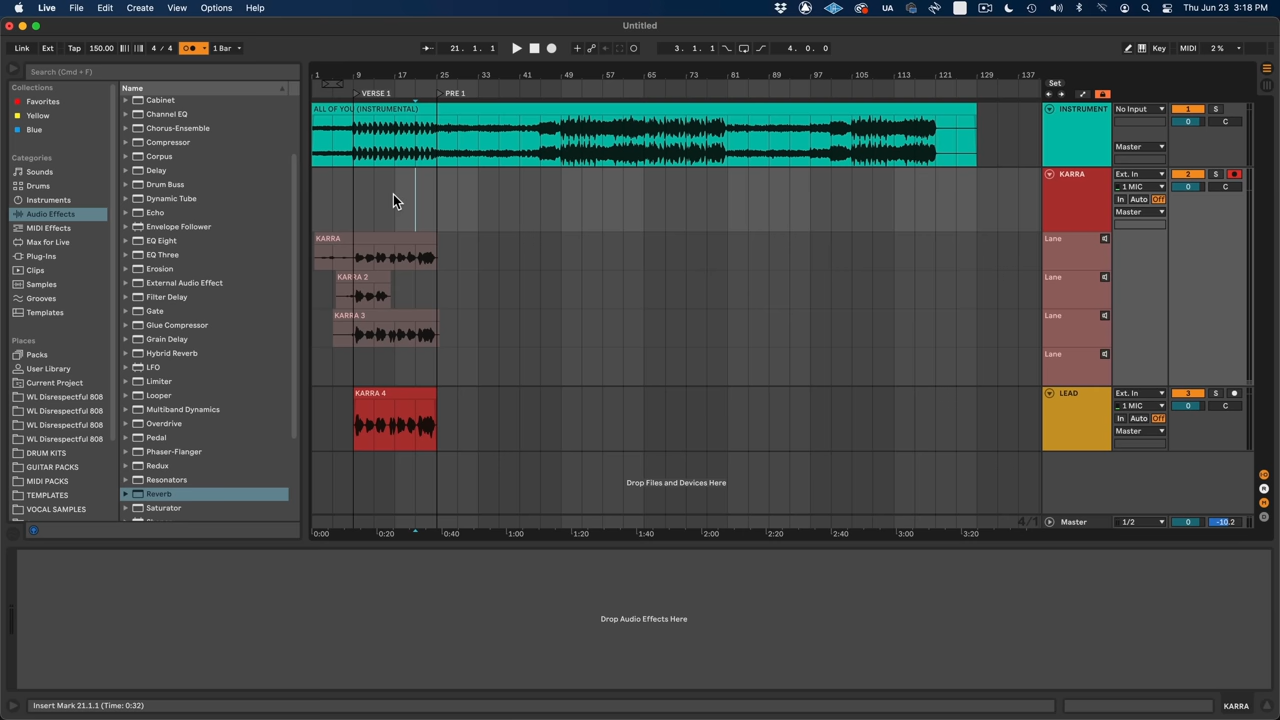 Live File Edit Create View Options Help
UA Thu Jun 23 3:18 PM
Untitled
Link Ext Tap 150.00 4 / 4 1 Bar 21. 1. 1 3. 1. 1 4. 0. 0 Key MIDI 2 %
Search (Cmd + F)
Collections
Favorites
Yellow
Blue
Categories
Sounds
Drums
Instruments
Audio Effects
MIDI Effects
Max for Live
Plug-Ins
Clips
Samples
Grooves
Templates
Places
Packs
User Library
Current Project
WL Disrespectful 808
WL Disrespectful 808
WL Disrespectful 808
WL Disrespectful 808
DRUM KITS
GUITAR PACKS
MIDI PACKS
TEMPLATES
VOCAL SAMPLES
Name
Cabinet
Channel EQ
Chorus-Ensemble
Compressor
Corpus
Delay
Drum Buss
Dynamic Tube
Echo
Envelope Follower
EQ Eight
EQ Three
Erosion
External Audio Effect
Filter Delay
Gate
Glue Compressor
Grain Delay
Hybrid Reverb
LFO
Limiter
Looper
Multiband Dynamics
Overdrive
Pedal
Phaser-Flanger
Redux
Resonators
Reverb
Saturator
1 9 17 25 33 41 49 57 65 73 81 89 97 105 113 121 129 137
Set
VERSE 1 PRE 1
ALL OF YOU (INSTRUMENTAL)
INSTRUMENT No Input 1 S
0 C
Master
KARRA Ext. In 2 S
1 MIC 0 C
In Auto Off
Master
KARRA Lane
KARRA 2 Lane
KARRA 3 Lane
Lane
KARRA 4 LEAD Ext. In 3 S
1 MIC 0 C
In Auto Off
Master
Drop Files and Devices Here
4/1 Master 1/2 0 -10.2
0:00 0:20 0:40 1:00 1:20 1:40 2:00 2:20 2:40 3:00 3:20
Drop Audio Effects Here
Insert Mark 21.1.1 (Time: 0:32) KARRA